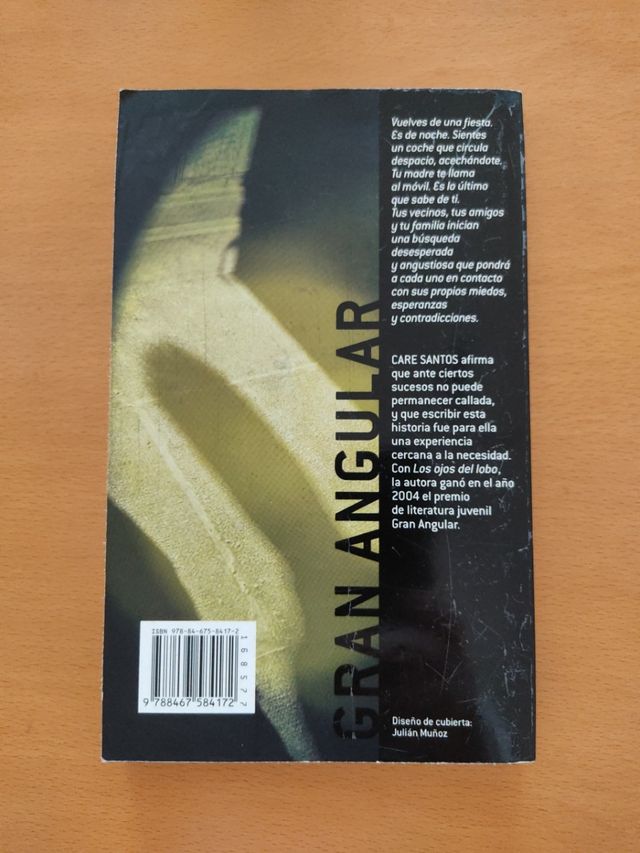 Vuelves de una fiesta.
Es de noche. Sientes
un coche que circula
despacio, acechándote.
Tu madre te llama
al móvil. Es lo último
que sabe de ti.
Tus vecinos, tus amigos
y tu familia inician
una búsqueda
desesperada
y angustiosa que pondrá
a cada uno en contacto
con sus propios miedos,
esperanzas
y contradicciones.
CARE SANTOS afirma
que ante ciertos
sucesos no puede
permanecer callada,
y que escribir esta
historia fue para ella
una experiencia
cercana a la necesidad.
Con Los ojos del lobo,
la autora ganó en el año
2004 el premio
de literatura juvenil
Gran Angular.
GRAN ANGULAR
ISBN 978-84-675-8417-2
168577
9 788467 584172
Diseño de cubierta:
Julián Muñoz